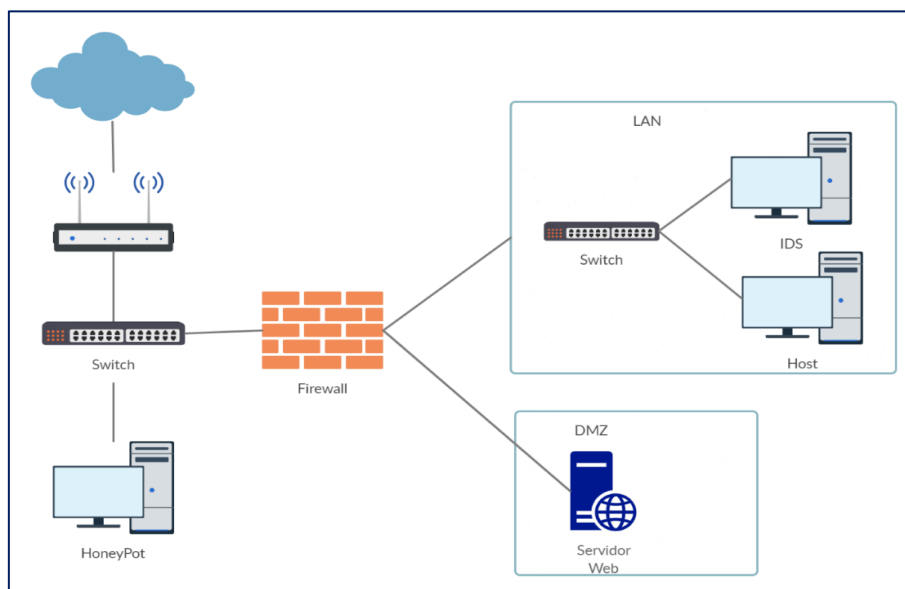 LAN
IDS
Switch
Host
Switch
Firewall
HoneyPot
DMZ
Servidor
Web